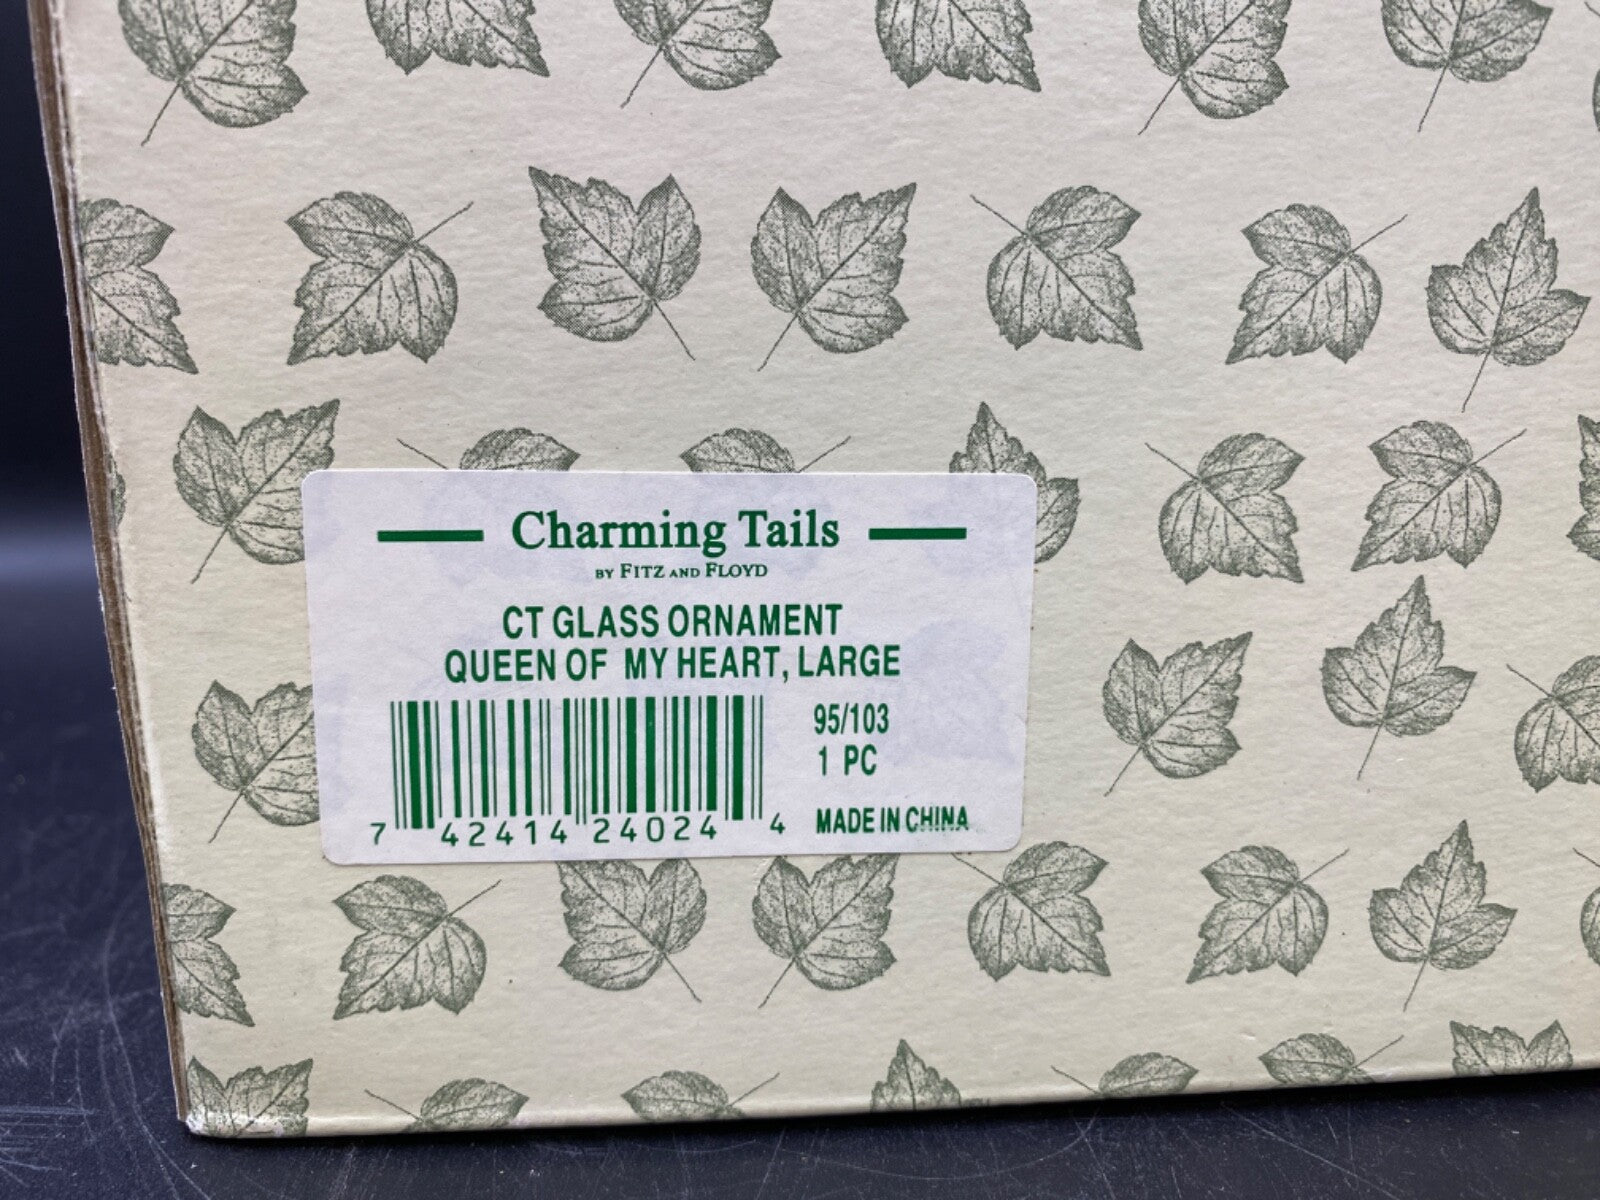 Charming Tails
BY FITZ AND FLOYD
CT GLASS ORNAMENT
QUEEN OF MY HEART, LARGE
95/103
1 PC
7 42414 24024 4
MADE IN CHINA